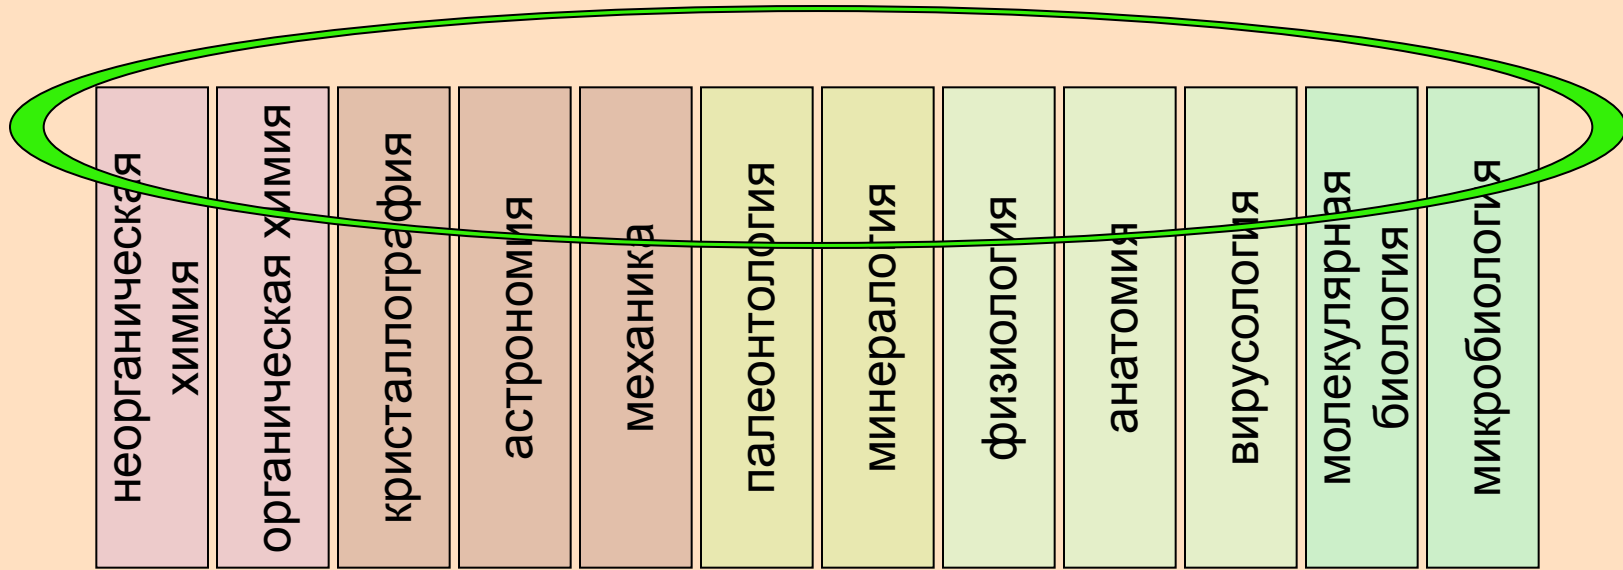 неорганическая
химия
органическая химия
кристаллография
астрономия
механика
палеонтология
минералогия
физиология
анатомия
вирусология
молекулярная
биология
микробиология